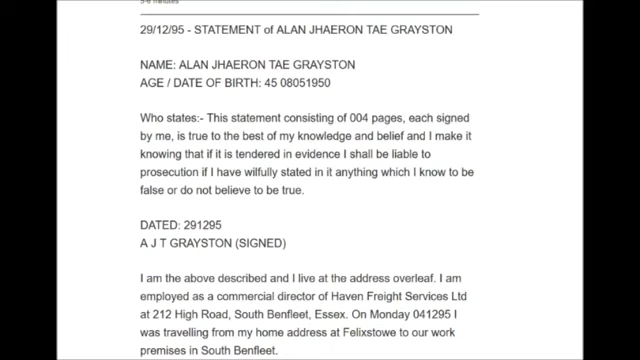 5-6 minutes
29/12/95 - STATEMENT of ALAN JHAERON TAE GRAYSTON
NAME: ALAN JHAERON TAE GRAYSTON
AGE / DATE OF BIRTH: 45 08051950
Who states:- This statement consisting of 004 pages, each signed
by me, is true to the best of my knowledge and belief and I make it
knowing that if it is tendered in evidence I shall be liable to
prosecution if I have wilfully stated in it anything which I know to be
false or do not believe to be true.
DATED: 291295
A J T GRAYSTON (SIGNED)
I am the above described and I live at the address overleaf. I am
employed as a commercial director of Haven Freight Services Ltd
at 212 High Road, South Benfleet, Essex. On Monday 041295 I
was travelling from my home address at Felixstowe to our work
premises in South Benfleet.